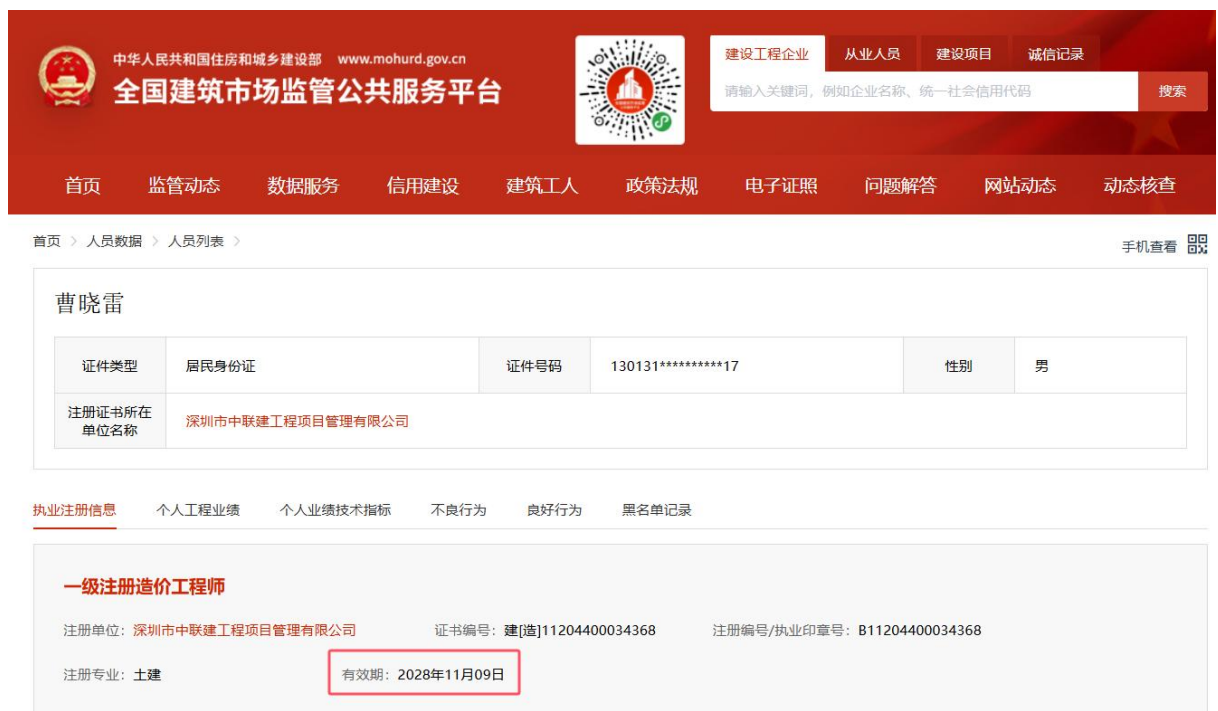 中华人民共和国住房和城乡建设部 www.mohurd.gov.cn
全国建筑市场监管公共服务平台
建设工程企业 从业人员 建设项目 诚信记录
请输入关键词，例如企业名称、统一社会信用代码 搜索
首页 监管动态 数据服务 信用建设 建筑工人 政策法规 电子证照 问题解答 网站动态 动态核查
首页 > 人员数据 > 人员列表 >
手机查看
曹晓雷
证件类型 居民身份证 证件号码 130131**********17 性别 男
注册证书所在
单位名称
深圳市中联建工程项目管理有限公司
执业注册信息 个人工程业绩 个人业绩技术指标 不良行为 良好行为 黑名单记录
一级注册造价工程师
注册单位：深圳市中联建工程项目管理有限公司 证书编号：建[造]11204400034368 注册编号/执业印章号：B11204400034368
注册专业：土建 有效期：2028年11月09日